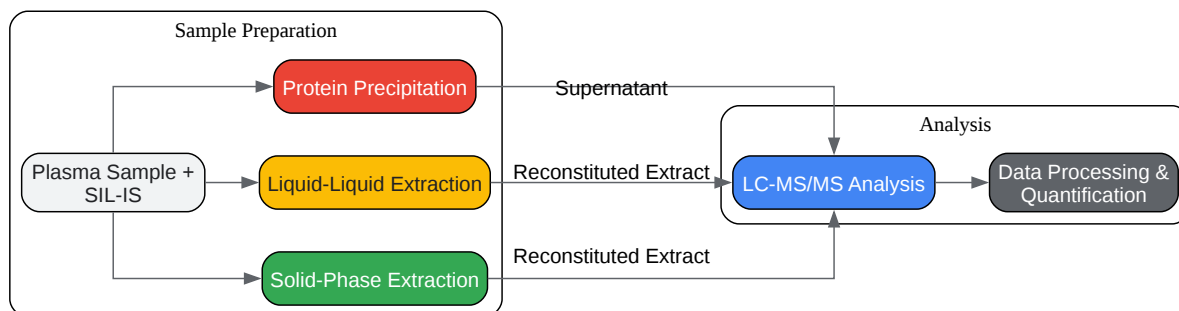 Sample Preparation
Protein Precipitation
Supernatant
Analysis
Plasma Sample +
SIL-IS
Liquid-Liquid Extraction
Reconstituted Extract
LC-MS/MS Analysis
Data Processing &
Quantification
Solid-Phase Extraction
Reconstituted Extract